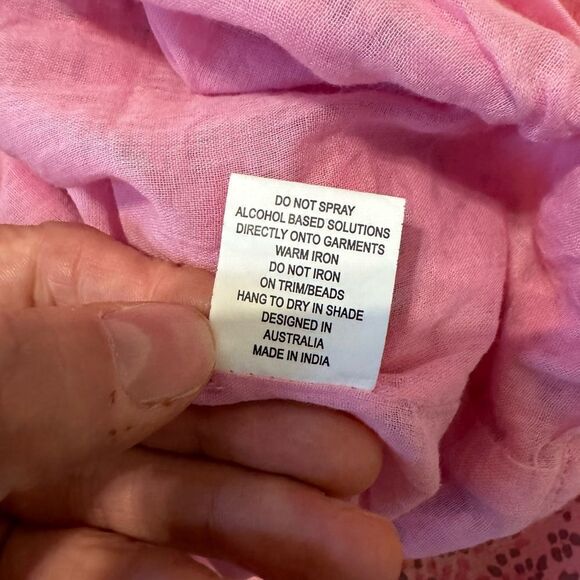 DO NOT SPRAY
ALCOHOL BASED SOLUTIONS
DIRECTLY ONTO GARMENTS
WARM IRON
DO NOT IRON
ON TRIM/BEADS
HANG TO DRY IN SHADE
DESIGNED IN
AUSTRALIA
MADE IN INDIA